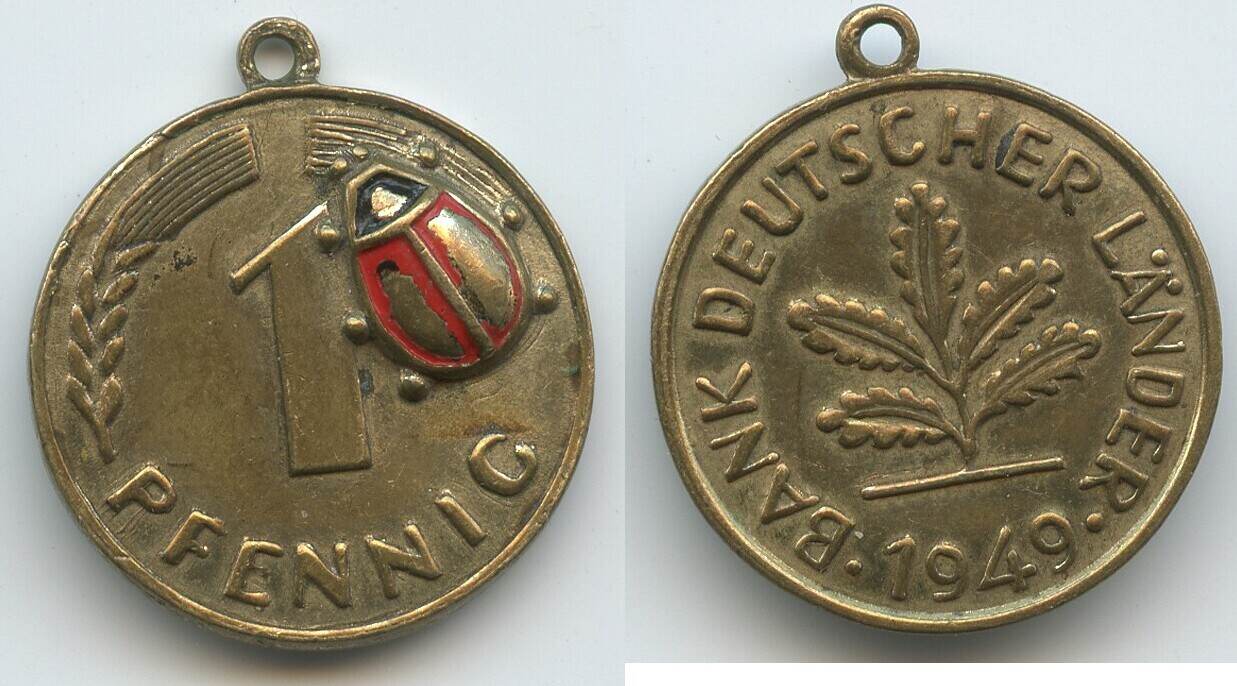 1
PFENNIG
BANK DEUTSCHER LÄNDER
· 1949 ·